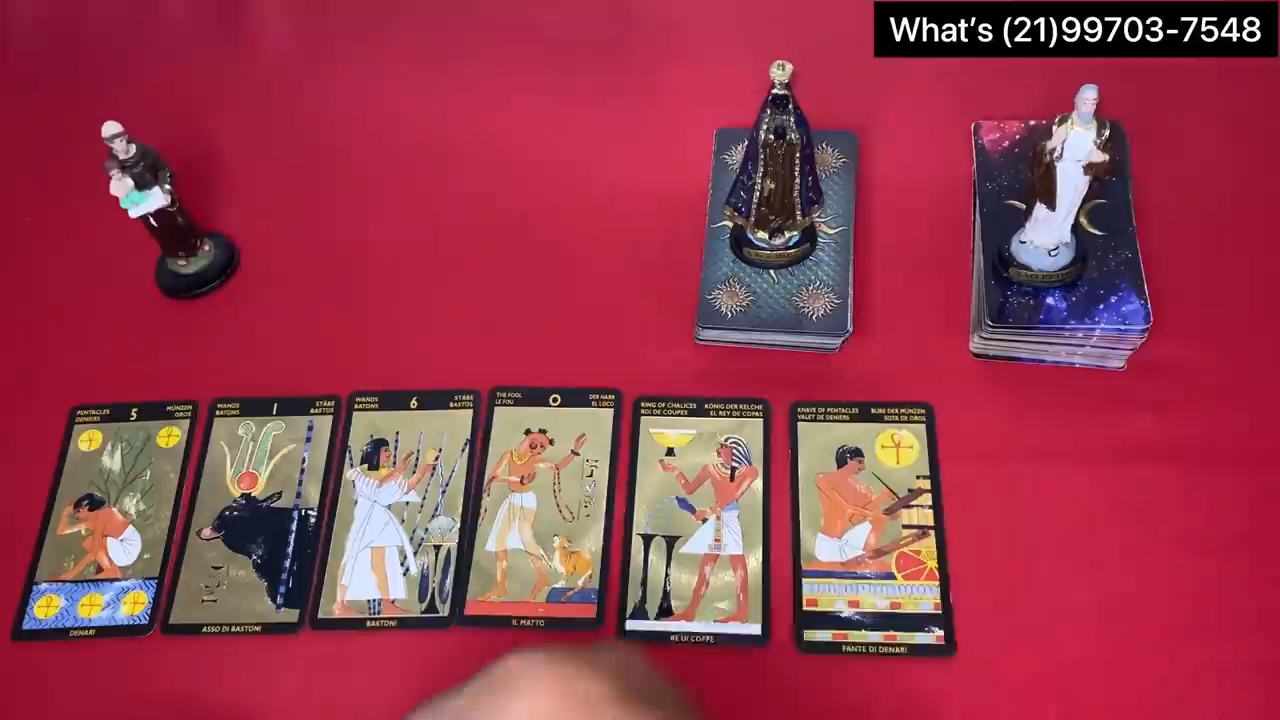 What's (21)99703-7548
PENTACLES
DENIERS
5
MÜNZEN
OROS
DENARI
WANDS
BATONS
I
STÄBE
BASTOS
ASSO DI BASTONI
WANDS
BATONS
6
STÄBE
BASTOS
BASTONI
THE FOOL
LE FOU
0
DER NARR
EL LOCO
IL MATTO
KING OF CHALICES
ROI DE COUPES
KÖNIG DER KELCHE
EL REY DE COPAS
RE DI COPPE
KNAVE OF PENTACLES
VALET DE DENIERS
BUBE DER MÜNZEN
SOTA DE OROS
FANTE DI DENARI